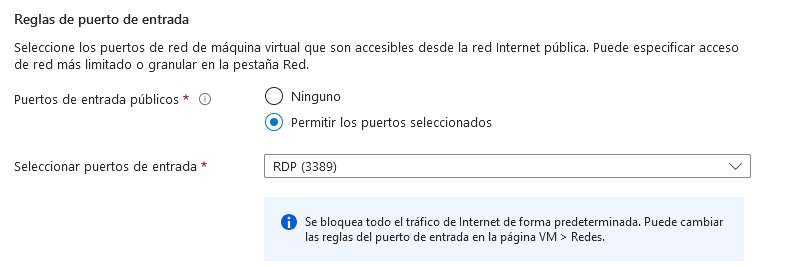 Reglas de puerto de entrada
Seleccione los puertos de red de máquina virtual que son accesibles desde la red Internet pública. Puede especificar acceso
de red más limitado o granular en la pestaña Red.
Puertos de entrada públicos *
Ninguno
Permitir los puertos seleccionados
Seleccionar puertos de entrada *
RDP (3389)
Se bloquea todo el tráfico de Internet de forma predeterminada. Puede cambiar
las reglas del puerto de entrada en la página VM > Redes.